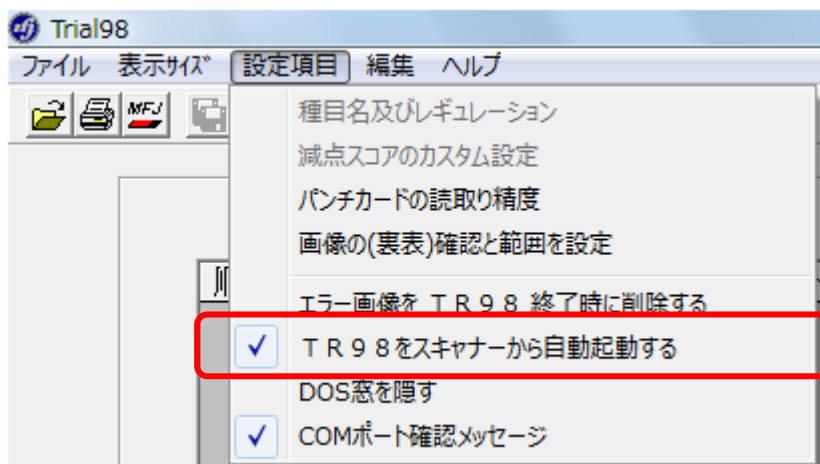 Trial98
ファイル 表示ｻｲｽﾞ 設定項目 編集 ヘルプ
MFJ
種目名及びレギュレーション
減点スコアのカスタム設定
パンチカードの読取り精度
画像の(裏表)確認と範囲を設定
エラー画像を ＴＲ９８ 終了時に削除する
ＴＲ９８をスキャナーから自動起動する
DOS窓を隠す
COMポート確認メッセージ